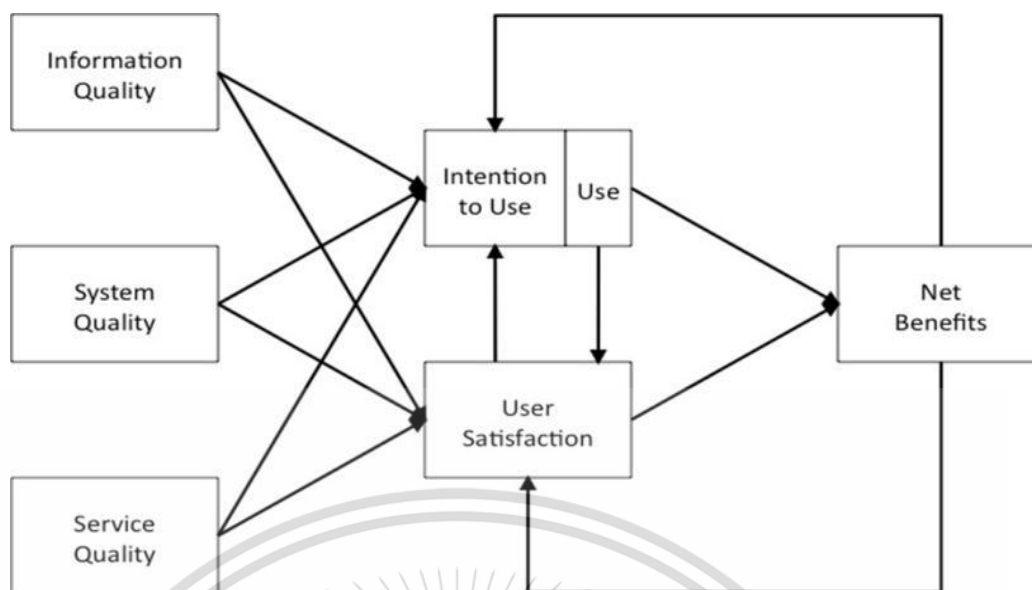 Information
Quality
Intention
to Use
Use
System
Quality
Net
Benefits
User
Satisfaction
Service
Quality